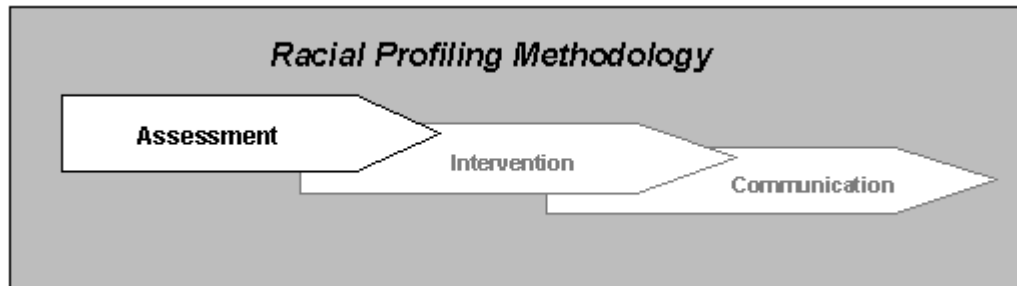 Racial Profiling Methodology
Assessment
Intervention
Communication